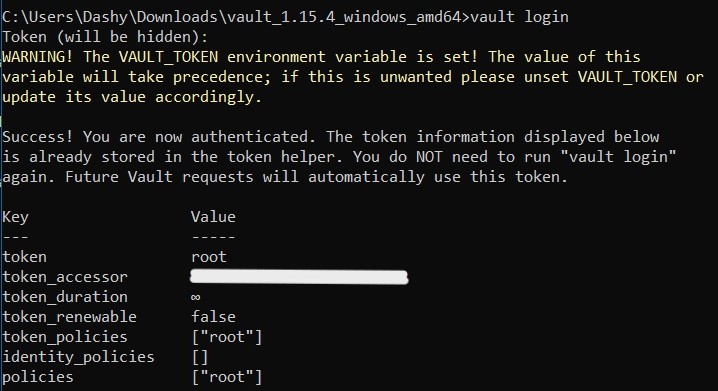 C:\Users\Dashy\Downloads\vault_1.15.4_windows_amd64>vault login
Token (will be hidden):
WARNING! The VAULT_TOKEN environment variable is set! The value of this
variable will take precedence; if this is unwanted please unset VAULT_TOKEN or
update its value accordingly.
Success! You are now authenticated. The token information displayed below
is already stored in the token helper. You do NOT need to run "vault login"
again. Future Vault requests will automatically use this token.
Key Value
--- -----
token root
token_accessor
token_duration ∞
token_renewable false
token_policies ["root"]
identity_policies []
policies ["root"]